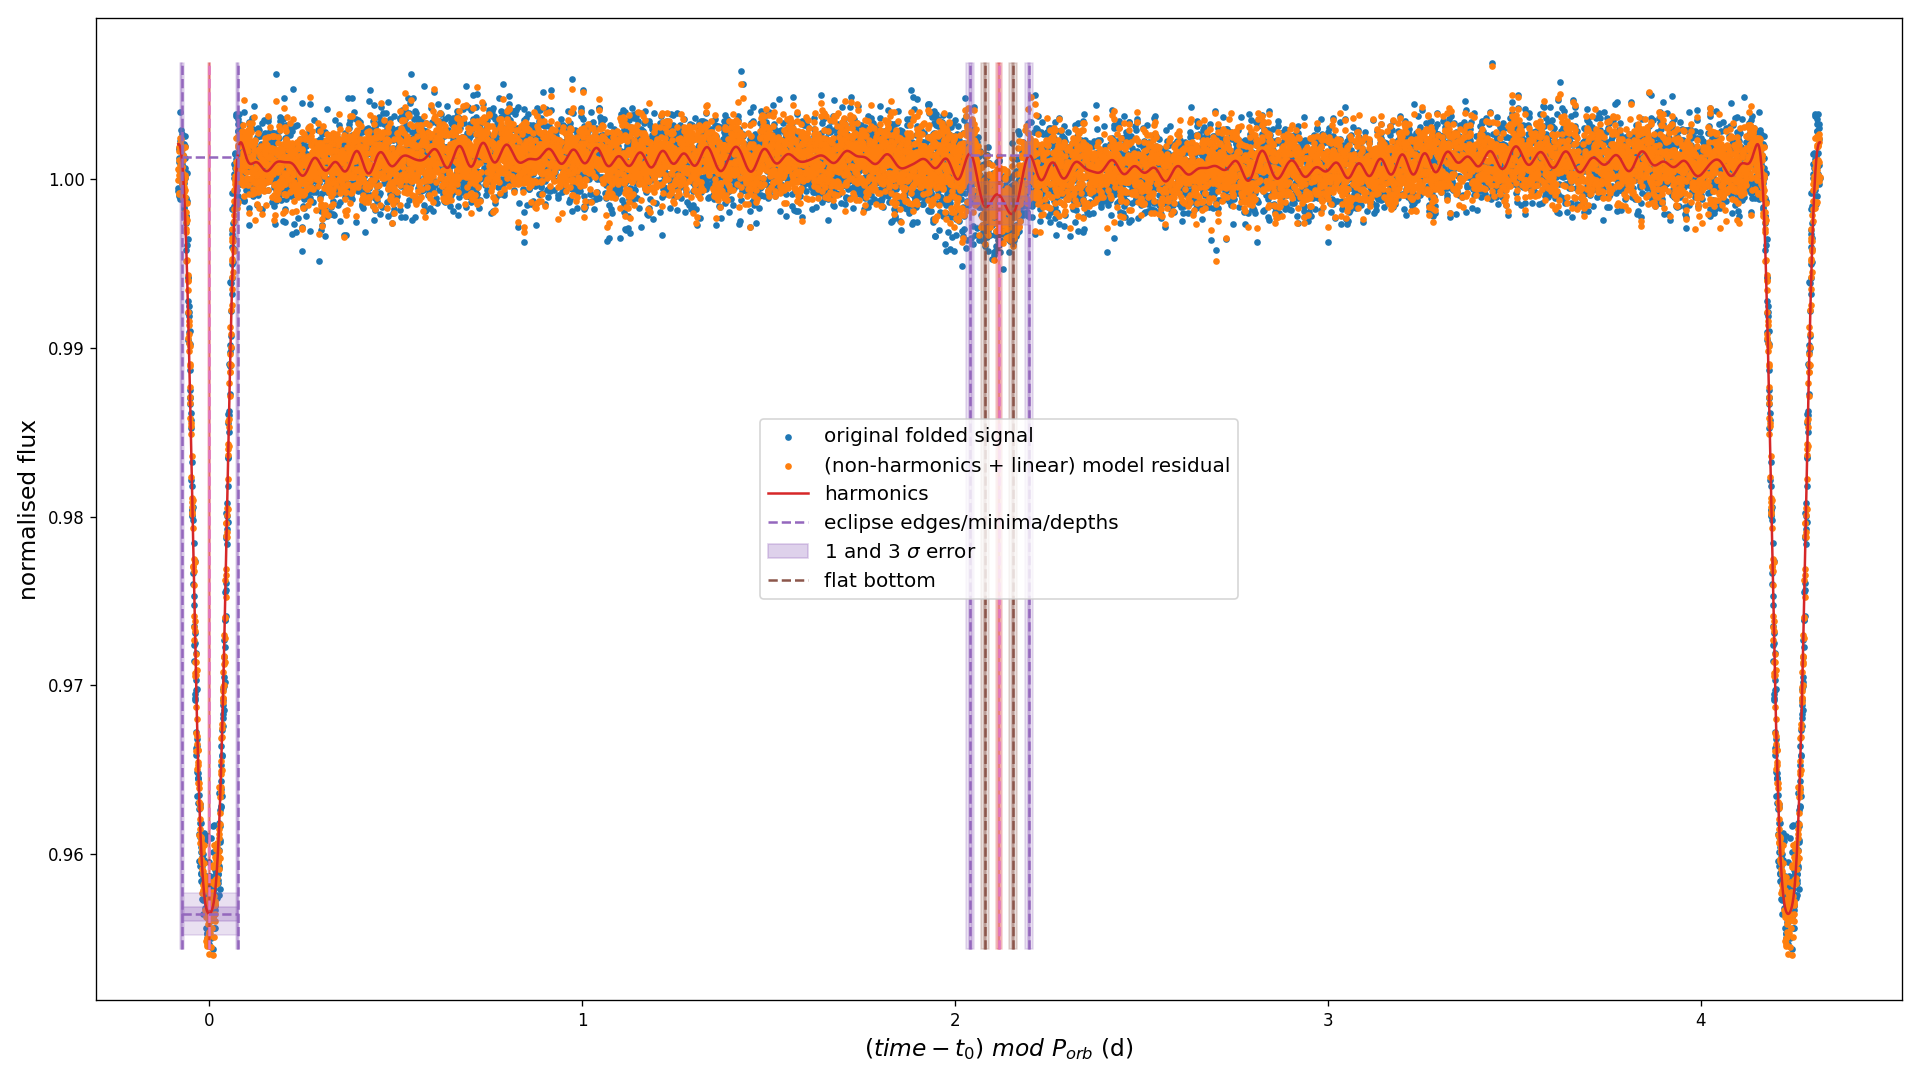 normalised flux
1.00
0.99
0.98
0.97
0.96
original folded signal
(non-harmonics + linear) model residual
harmonics
eclipse edges/minima/depths
1 and 3 σ error
flat bottom
0 1 2 3 4
(time − t₀) mod P_orb (d)